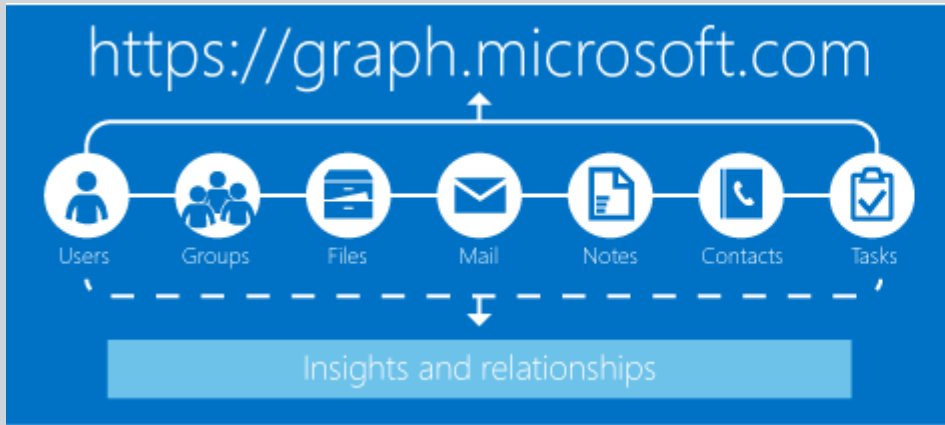 https://graph.microsoft.com
Users Groups Files Mail Notes Contacts Tasks
Insights and relationships